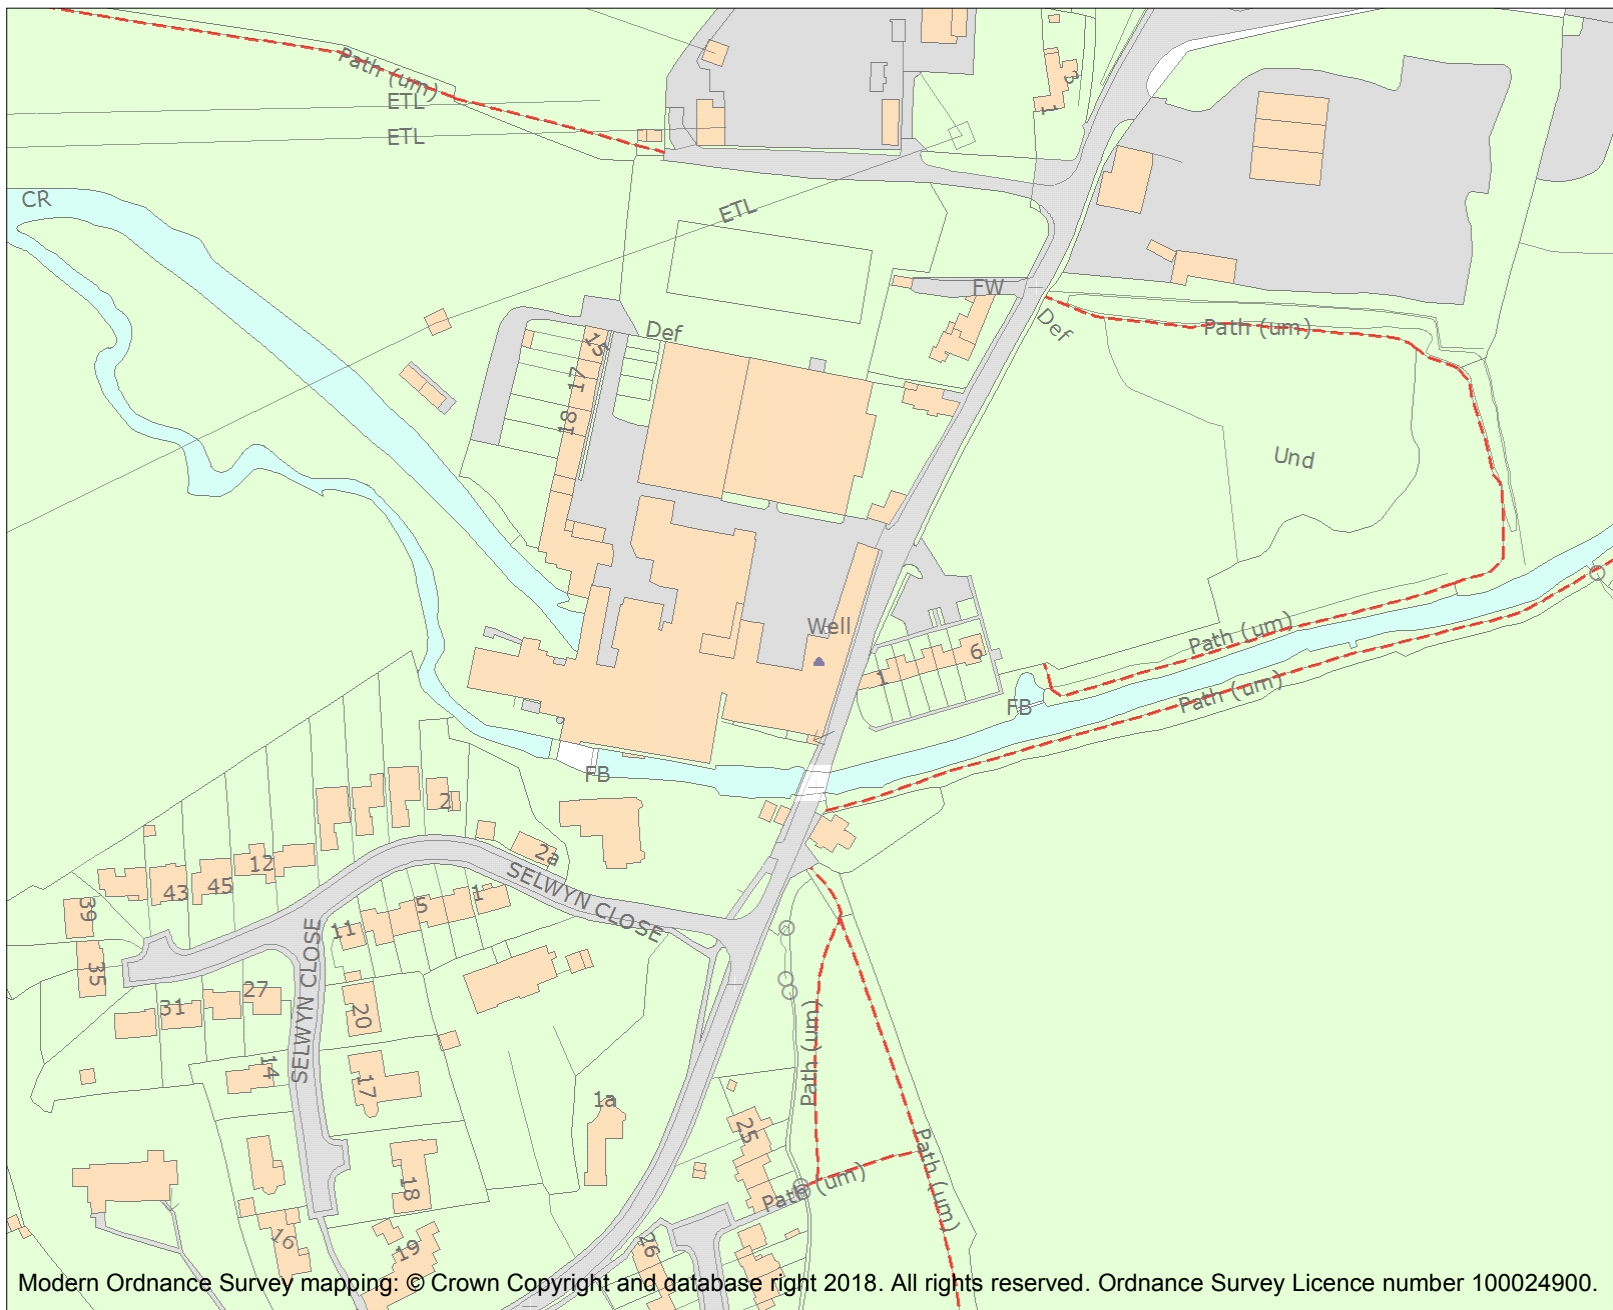 Path (um)
ETL
ETL
3
1
CR
ETL
FW
Def
Path (um)
Def
15
17
18
Und
Well
6
1
Path (um)
Path (um)
FB
FB
2
2a
12
43
45
SELWYN CLOSE
39
5
1
11
35
SELWYN CLOSE
27
31
20
Path (um)
14
17
1a
25
Path (um)
18
Path (um)
16
19
26
Modern Ordnance Survey mapping: © Crown Copyright and database right 2018. All rights reserved. Ordnance Survey Licence number 100024900.